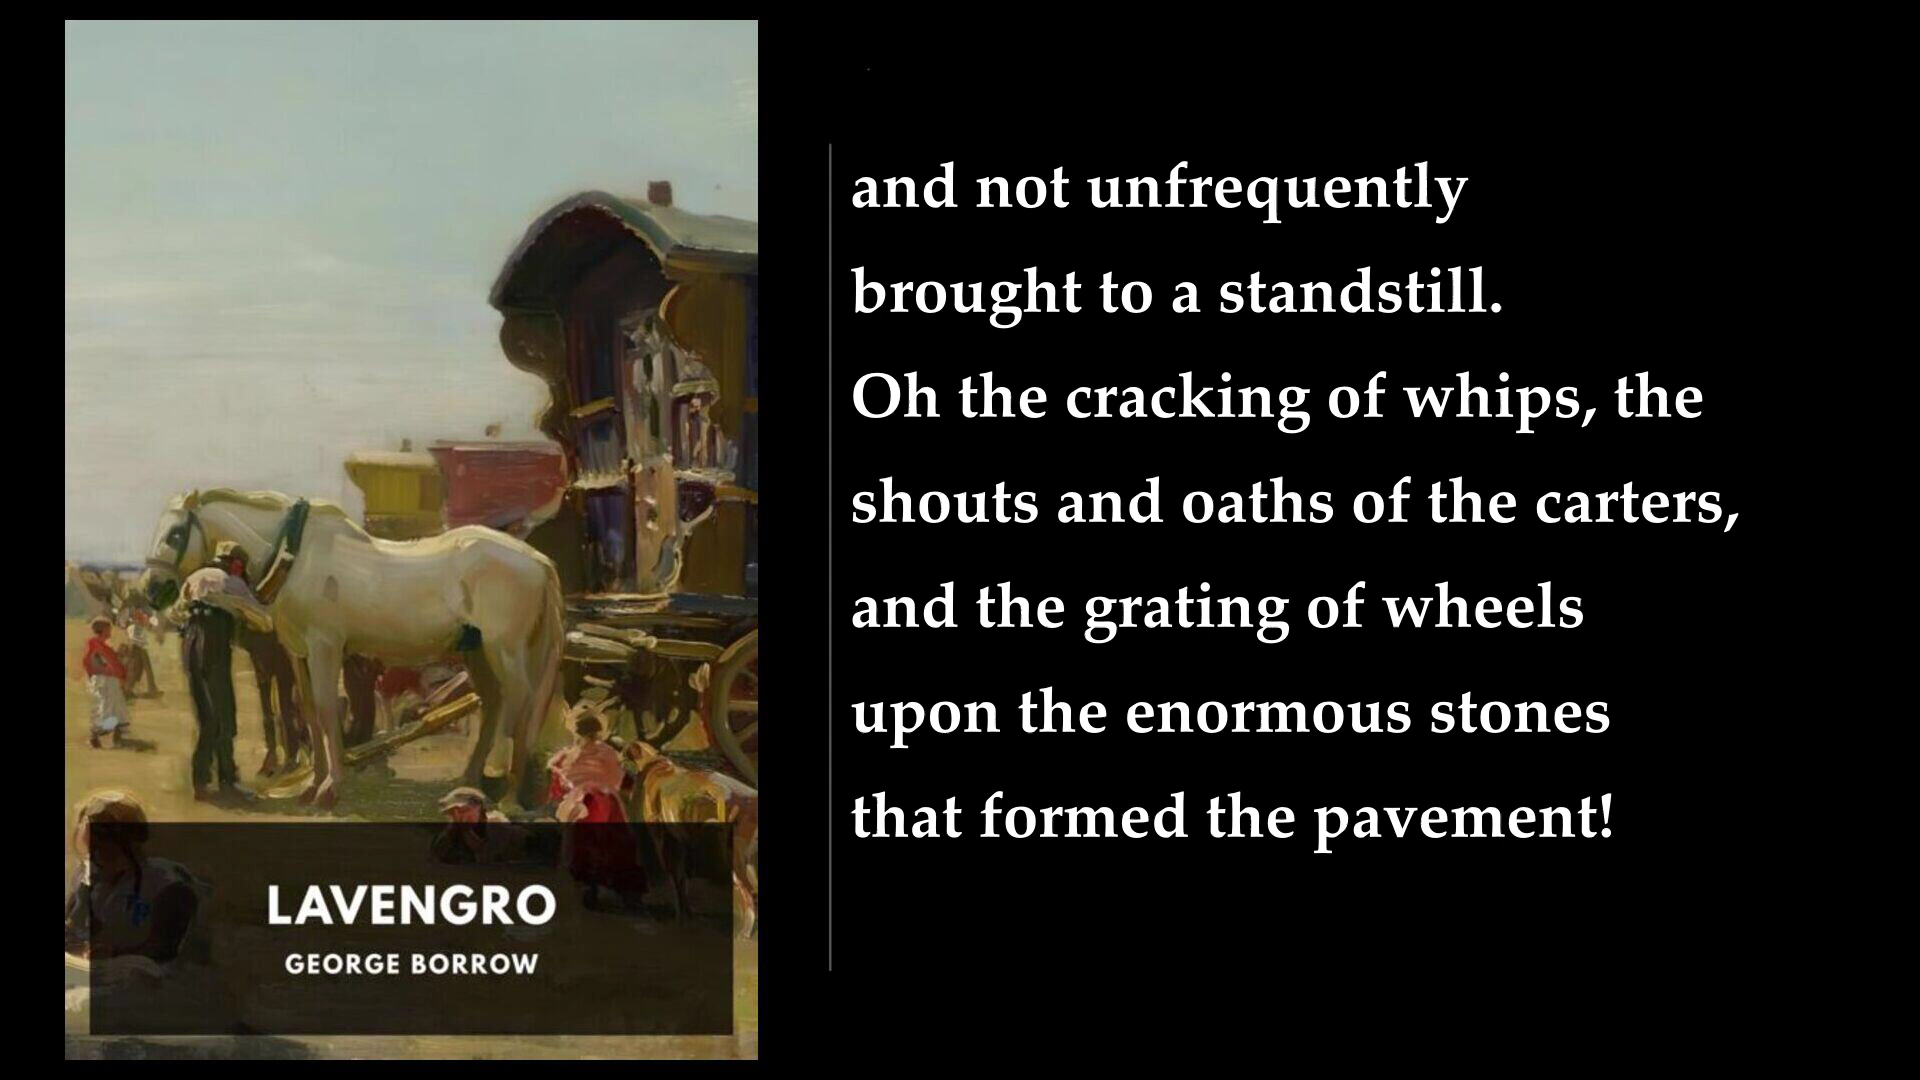 LAVENGRO
GEORGE BORROW
and not unfrequently
brought to a standstill.
Oh the cracking of whips, the
shouts and oaths of the carters,
and the grating of wheels
upon the enormous stones
that formed the pavement!